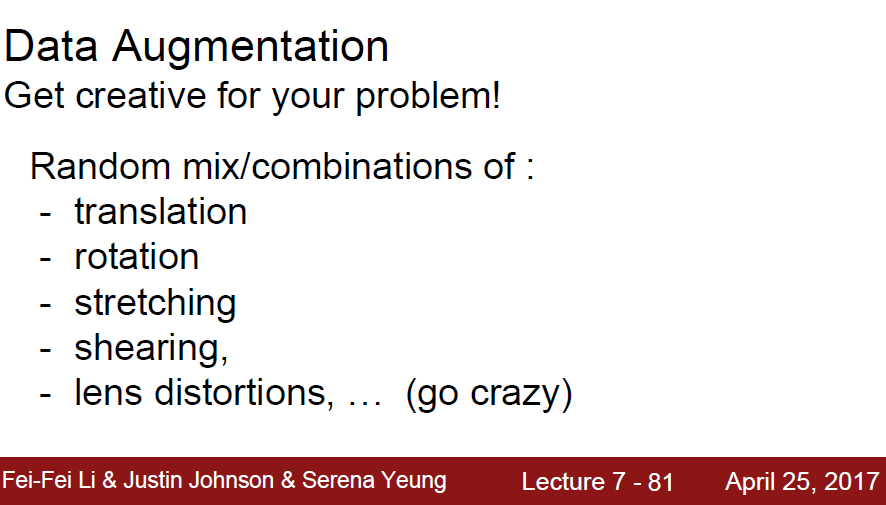 Data Augmentation
Get creative for your problem!
Random mix/combinations of :
- translation
- rotation
- stretching
- shearing,
- lens distortions, … (go crazy)
Fei-Fei Li & Justin Johnson & Serena Yeung Lecture 7 - 81 April 25, 2017